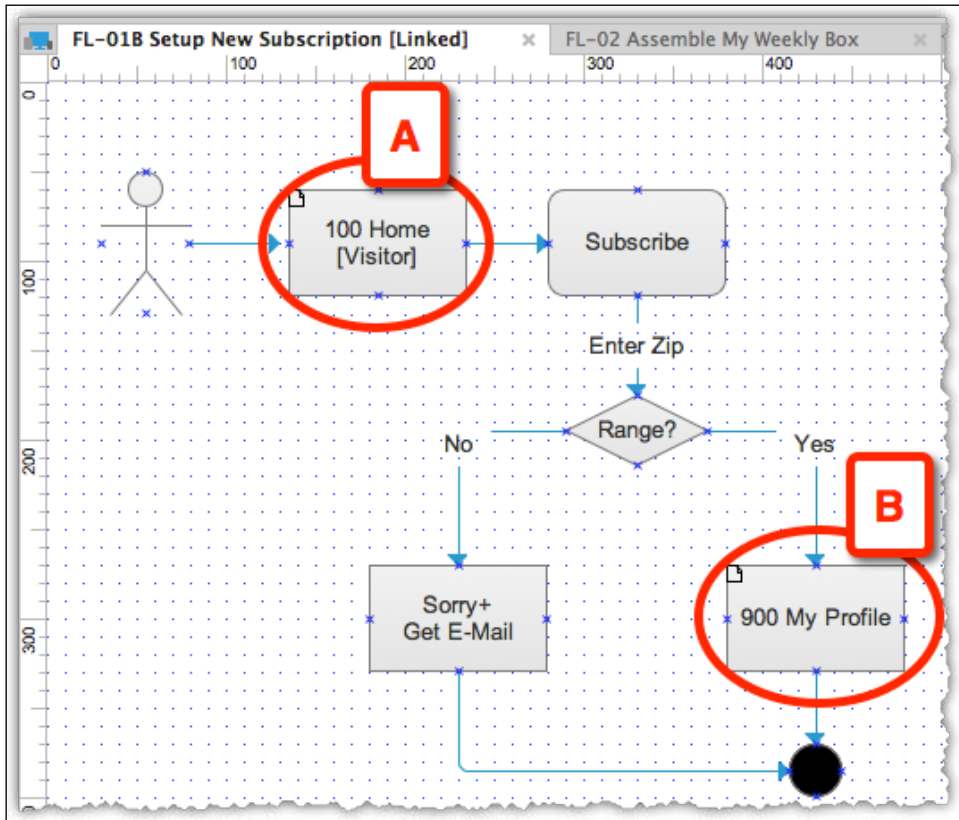 FL-01B Setup New Subscription [Linked]
FL-02 Assemble My Weekly Box
0
100
200
300
400
0
100
200
300
A
100 Home
[Visitor]
Subscribe
Enter Zip
Range?
No
Yes
B
Sorry+
Get E-Mail
900 My Profile